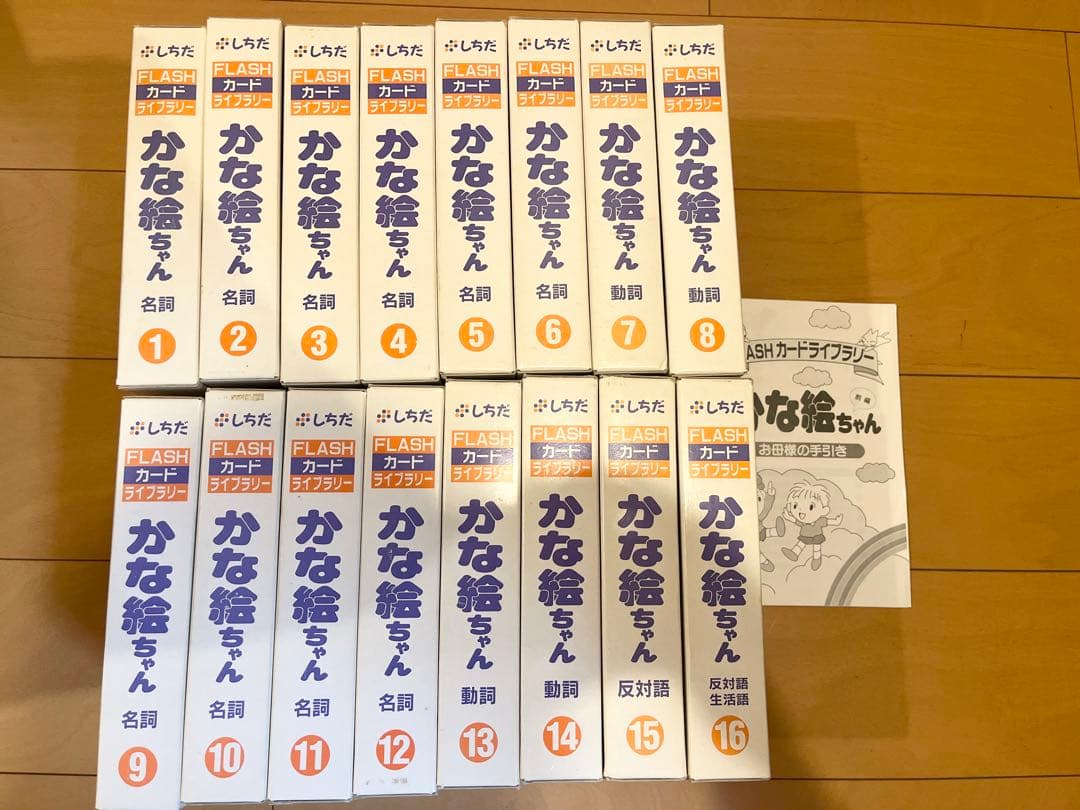 しちだ
FLASH
カード
ライブラリー
かな絵ちゃん
名詞
1
しちだ
FLASH
カード
ライブラリー
かな絵ちゃん
名詞
2
しちだ
FLASH
カード
ライブラリー
かな絵ちゃん
名詞
3
しちだ
FLASH
カード
ライブラリー
かな絵ちゃん
名詞
4
しちだ
FLASH
カード
ライブラリー
かな絵ちゃん
名詞
5
しちだ
FLASH
カード
ライブラリー
かな絵ちゃん
名詞
6
しちだ
FLASH
カード
ライブラリー
かな絵ちゃん
動詞
7
しちだ
FLASH
カード
ライブラリー
かな絵ちゃん
動詞
8
ASH カードライブラリー
前編
かな絵ちゃん
お母様の手引き
しちだ
FLASH
カード
ライブラリー
かな絵ちゃん
名詞
9
しちだ
FLASH
カード
ライブラリー
かな絵ちゃん
名詞
10
しちだ
FLASH
カード
ライブラリー
かな絵ちゃん
名詞
11
しちだ
FLASH
カード
ライブラリー
かな絵ちゃん
名詞
12
しちだ
FLASH
カード
ライブラリー
かな絵ちゃん
動詞
13
しちだ
FLASH
カード
ライブラリー
かな絵ちゃん
動詞
14
しちだ
FLASH
カード
ライブラリー
かな絵ちゃん
反対語
15
しちだ
FLASH
カード
ライブラリー
かな絵ちゃん
反対語
生活語
16